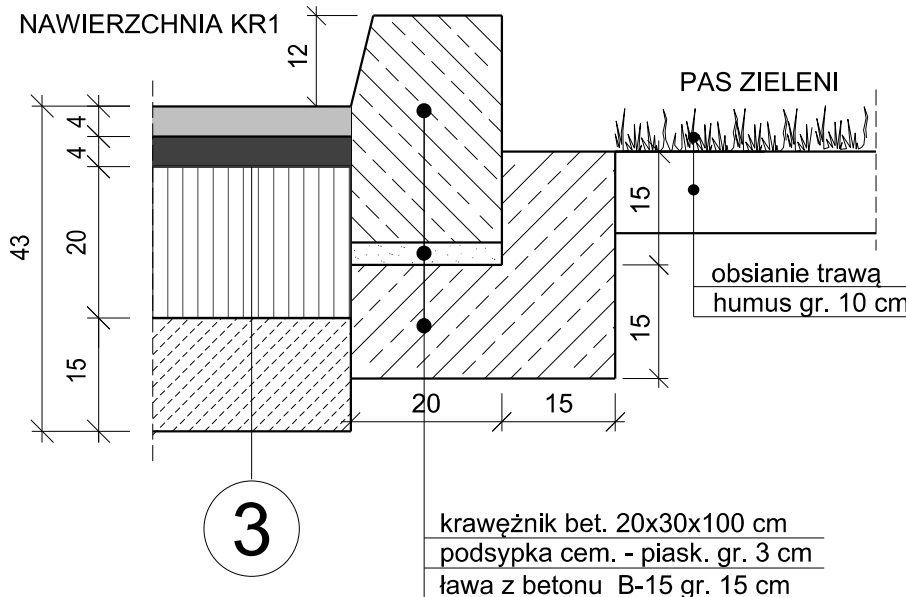 NAWIERZCHNIA KR1
12
PAS ZIELENI
4
4
43
20
15
15
15
20
15
obsianie trawą
humus gr. 10 cm
3
krawężnik bet. 20x30x100 cm
podsypka cem. - piask. gr. 3 cm
ława z betonu B-15 gr. 15 cm